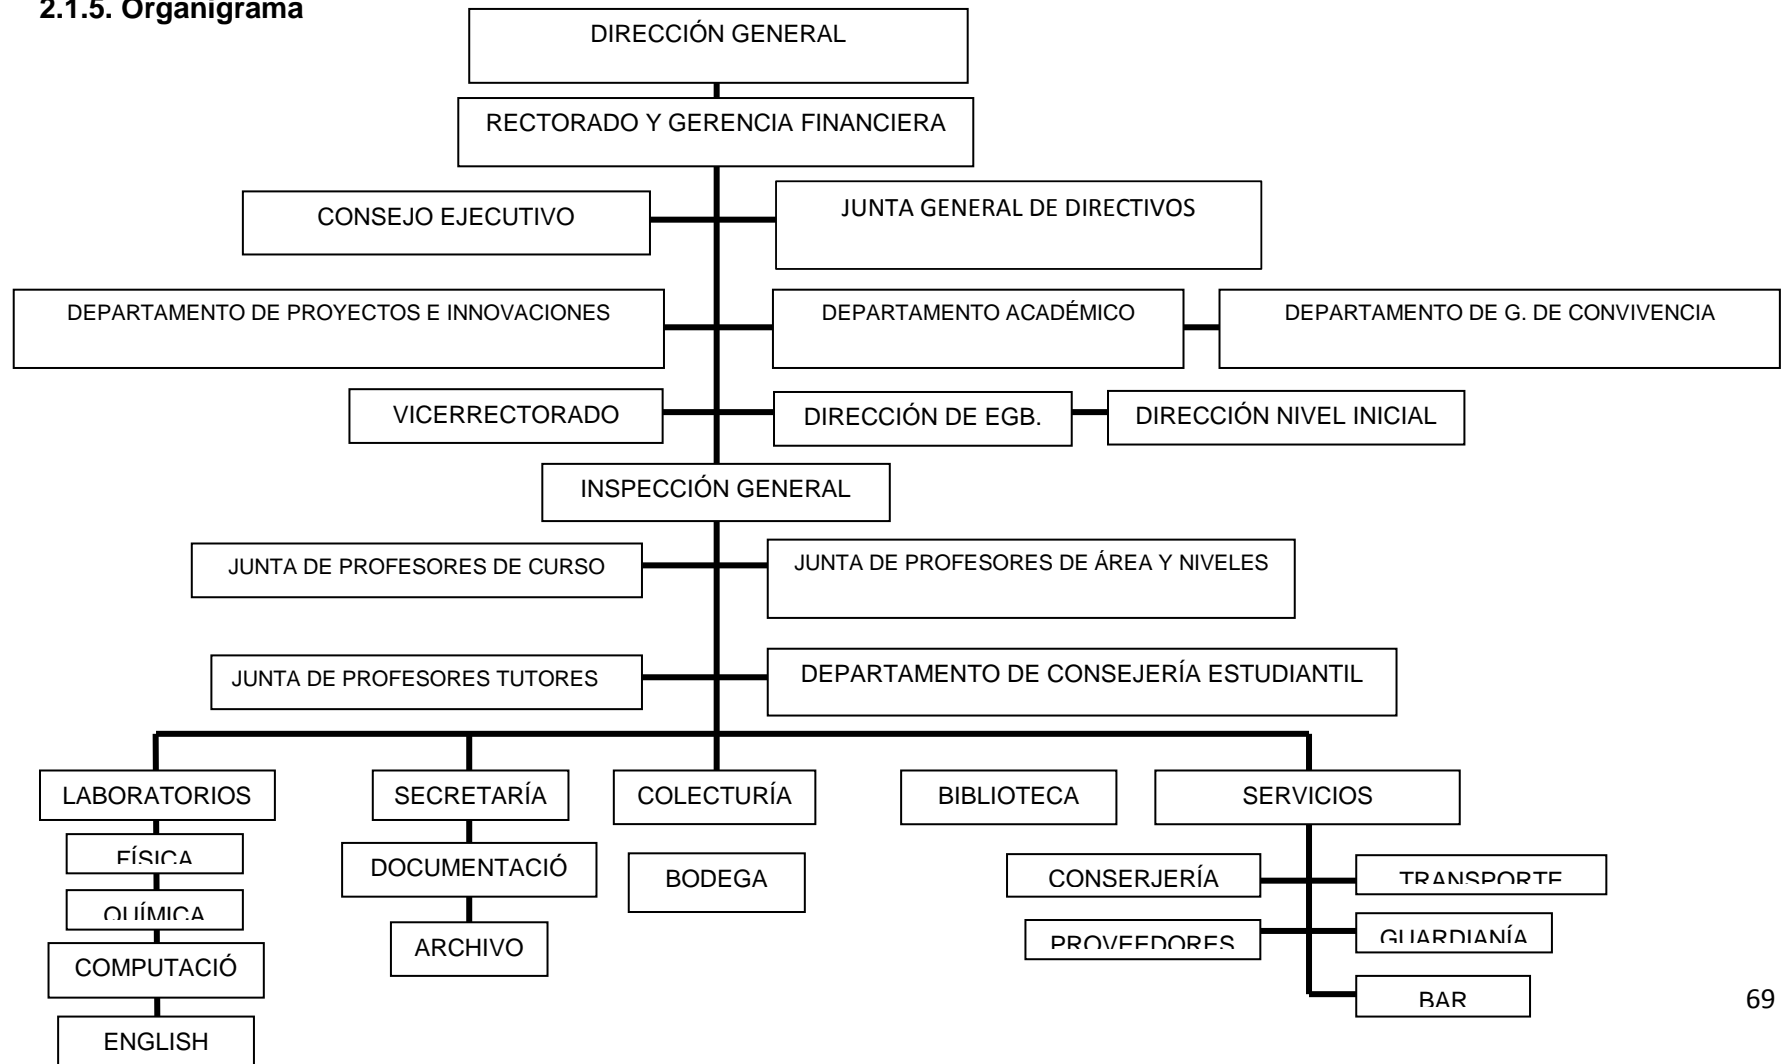 2.1.5. Organigrama
DIRECCIÓN GENERAL
RECTORADO Y GERENCIA FINANCIERA
CONSEJO EJECUTIVO
JUNTA GENERAL DE DIRECTIVOS
DEPARTAMENTO DE PROYECTOS E INNOVACIONES
DEPARTAMENTO ACADÉMICO
DEPARTAMENTO DE G. DE CONVIVENCIA
VICERRECTORADO
DIRECCIÓN DE EGB.
DIRECCIÓN NIVEL INICIAL
INSPECCIÓN GENERAL
JUNTA DE PROFESORES DE CURSO
JUNTA DE PROFESORES DE ÁREA Y NIVELES
JUNTA DE PROFESORES TUTORES
DEPARTAMENTO DE CONSEJERÍA ESTUDIANTIL
LABORATORIOS
SECRETARÍA
COLECTURÍA
BIBLIOTECA
SERVICIOS
FÍSICA
DOCUMENTACIÓ
BODEGA
CONSERJERÍA
TRANSPORTE
QUÍMICA
ARCHIVO
PROVEEDORES
GUARDIANÍA
COMPUTACIÓ
BAR
ENGLISH
69